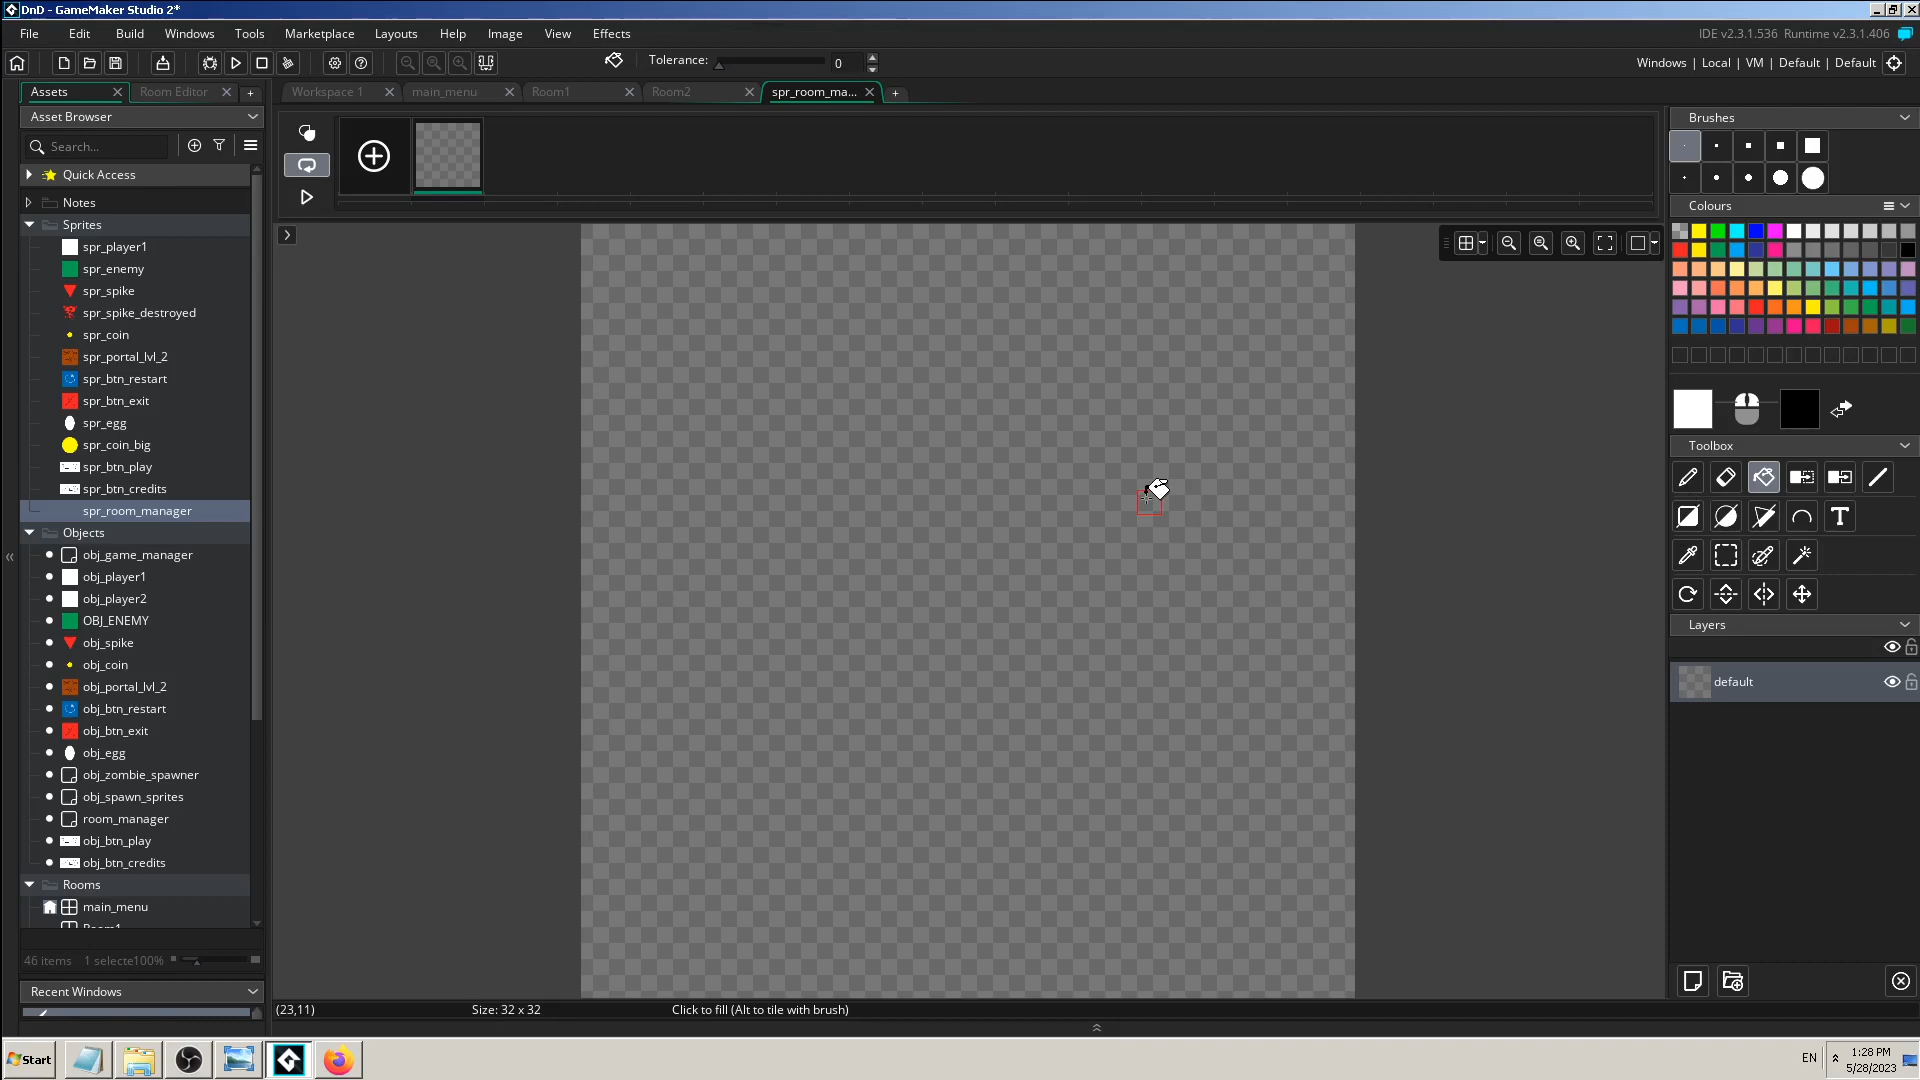 DnD - GameMaker Studio 2*
File Edit Build Windows Tools Marketplace Layouts Help Image View Effects
IDE v2.3.1.536 Runtime v2.3.1.406
Tolerance: 0
Windows | Local | VM | Default | Default
Assets Room Editor
Workspace 1 main_menu Room1 Room2 spr_room_ma...
Asset Browser
Search...
Quick Access
Notes
Sprites
spr_player1
spr_enemy
spr_spike
spr_spike_destroyed
spr_coin
spr_portal_lvl_2
spr_btn_restart
spr_btn_exit
spr_egg
spr_coin_big
spr_btn_play
spr_btn_credits
spr_room_manager
Objects
obj_game_manager
obj_player1
obj_player2
OBJ_ENEMY
obj_spike
obj_coin
obj_portal_lvl_2
obj_btn_restart
obj_btn_exit
obj_egg
obj_zombie_spawner
obj_spawn_sprites
room_manager
obj_btn_play
obj_btn_credits
Rooms
main_menu
Room1
46 items 1 selecte100%
Recent Windows
Brushes
Colours
Toolbox
Layers
default
(23,11) Size: 32 x 32 Click to fill (Alt to tile with brush)
Start
EN
1:28 PM
5/28/2023